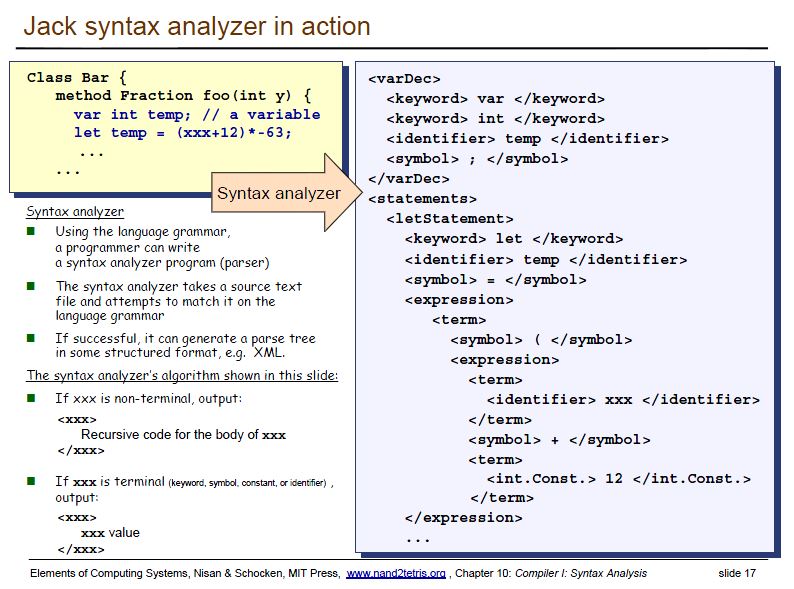 Jack syntax analyzer in action
Class Bar {
method Fraction foo(int y) {
var int temp; // a variable
let temp = (xxx+12)*-63;
...
...
Syntax analyzer
Syntax analyzer
Using the language grammar,
a programmer can write
a syntax analyzer program (parser)
The syntax analyzer takes a source text
file and attempts to match it on the
language grammar
If successful, it can generate a parse tree
in some structured format, e.g. XML.
The syntax analyzer's algorithm shown in this slide:
If xxx is non-terminal, output:
<xxx>
Recursive code for the body of xxx
</xxx>
If xxx is terminal (keyword, symbol, constant, or identifier) ,
output:
<xxx>
xxx value
</xxx>
<varDec>
<keyword> var </keyword>
<keyword> int </keyword>
<identifier> temp </identifier>
<symbol> ; </symbol>
</varDec>
<statements>
<letStatement>
<keyword> let </keyword>
<identifier> temp </identifier>
<symbol> = </symbol>
<expression>
<term>
<symbol> ( </symbol>
<expression>
<term>
<identifier> xxx </identifier>
</term>
<symbol> + </symbol>
<term>
<int.Const.> 12 </int.Const.>
</term>
</expression>
...
Elements of Computing Systems, Nisan & Schocken, MIT Press, www.nand2tetris.org , Chapter 10: Compiler I: Syntax Analysis
slide 17